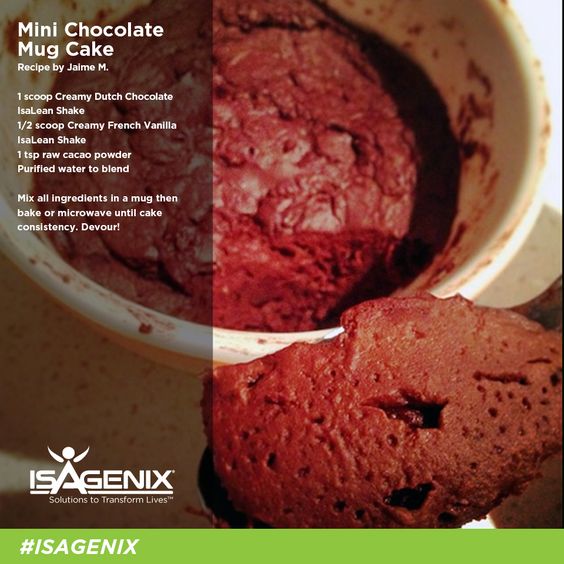 Mini Chocolate
Mug Cake
Recipe by Jaime M.
1 scoop Creamy Dutch Chocolate
IsaLean Shake
1/2 scoop Creamy French Vanilla
IsaLean Shake
1 tsp raw cacao powder
Purified water to blend
Mix all ingredients in a mug then
bake or microwave until cake
consistency. Devour!
ISAGENIX®
Solutions to Transform Lives™
#ISAGENIX